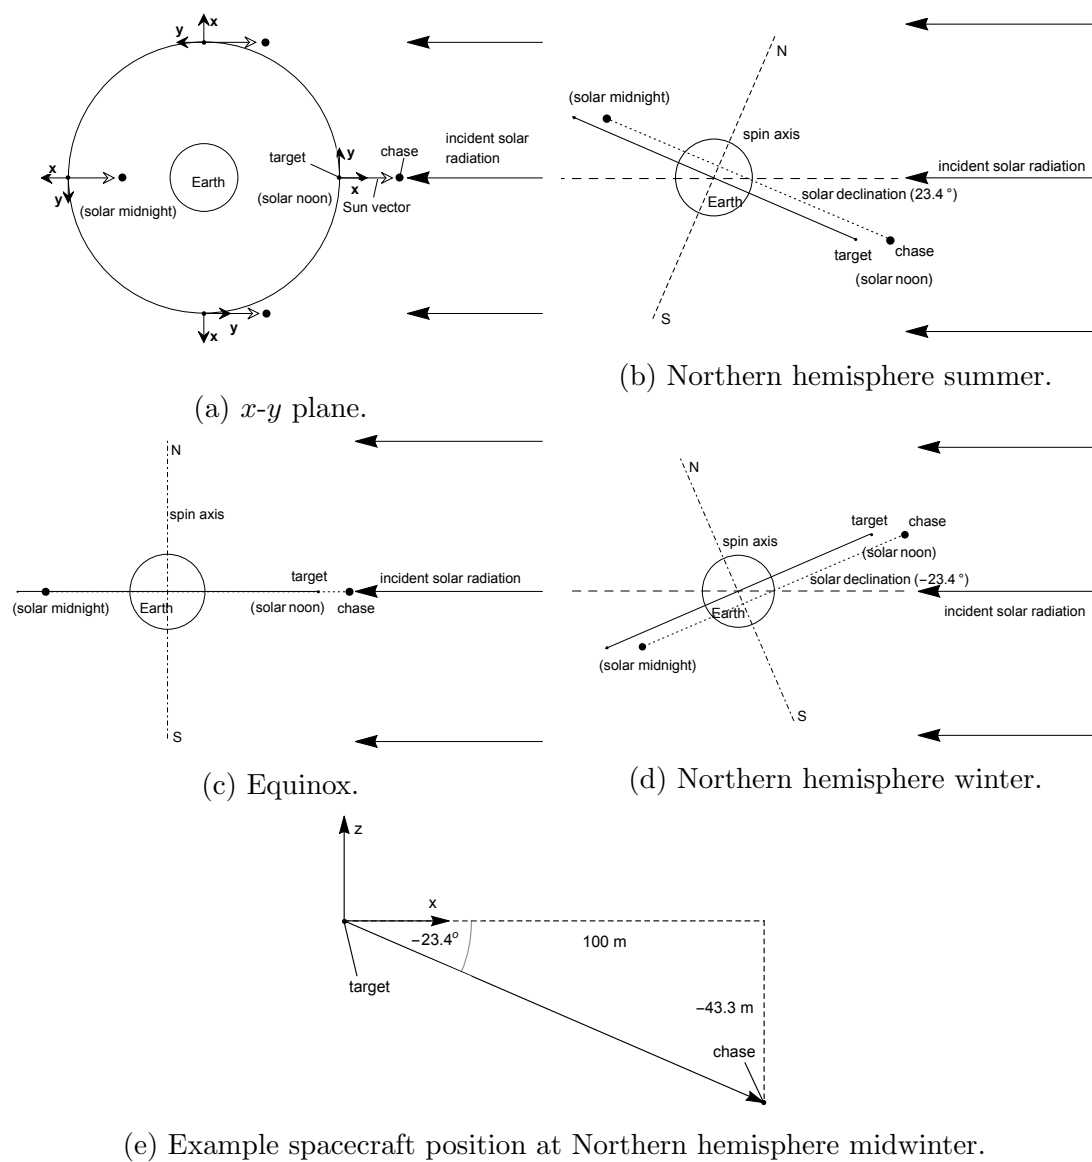 x
y
y
x
x
y
x
y
target
(solar noon)
chase
Sun vector
Earth
(solar midnight)
incident solar
radiation
(a) x-y plane.
N
(solar midnight)
spin axis
incident solar radiation
solar declination (23.4 °)
Earth
target
chase
(solar noon)
S
(b) Northern hemisphere summer.
N
spin axis
target
incident solar radiation
(solar midnight)
Earth
(solar noon)
chase
S
(c) Equinox.
N
target
chase
spin axis
(solar noon)
solar declination (−23.4 °)
Earth
incident solar radiation
(solar midnight)
S
(d) Northern hemisphere winter.
z
x
−23.4°
100 m
target
−43.3 m
chase
(e) Example spacecraft position at Northern hemisphere midwinter.